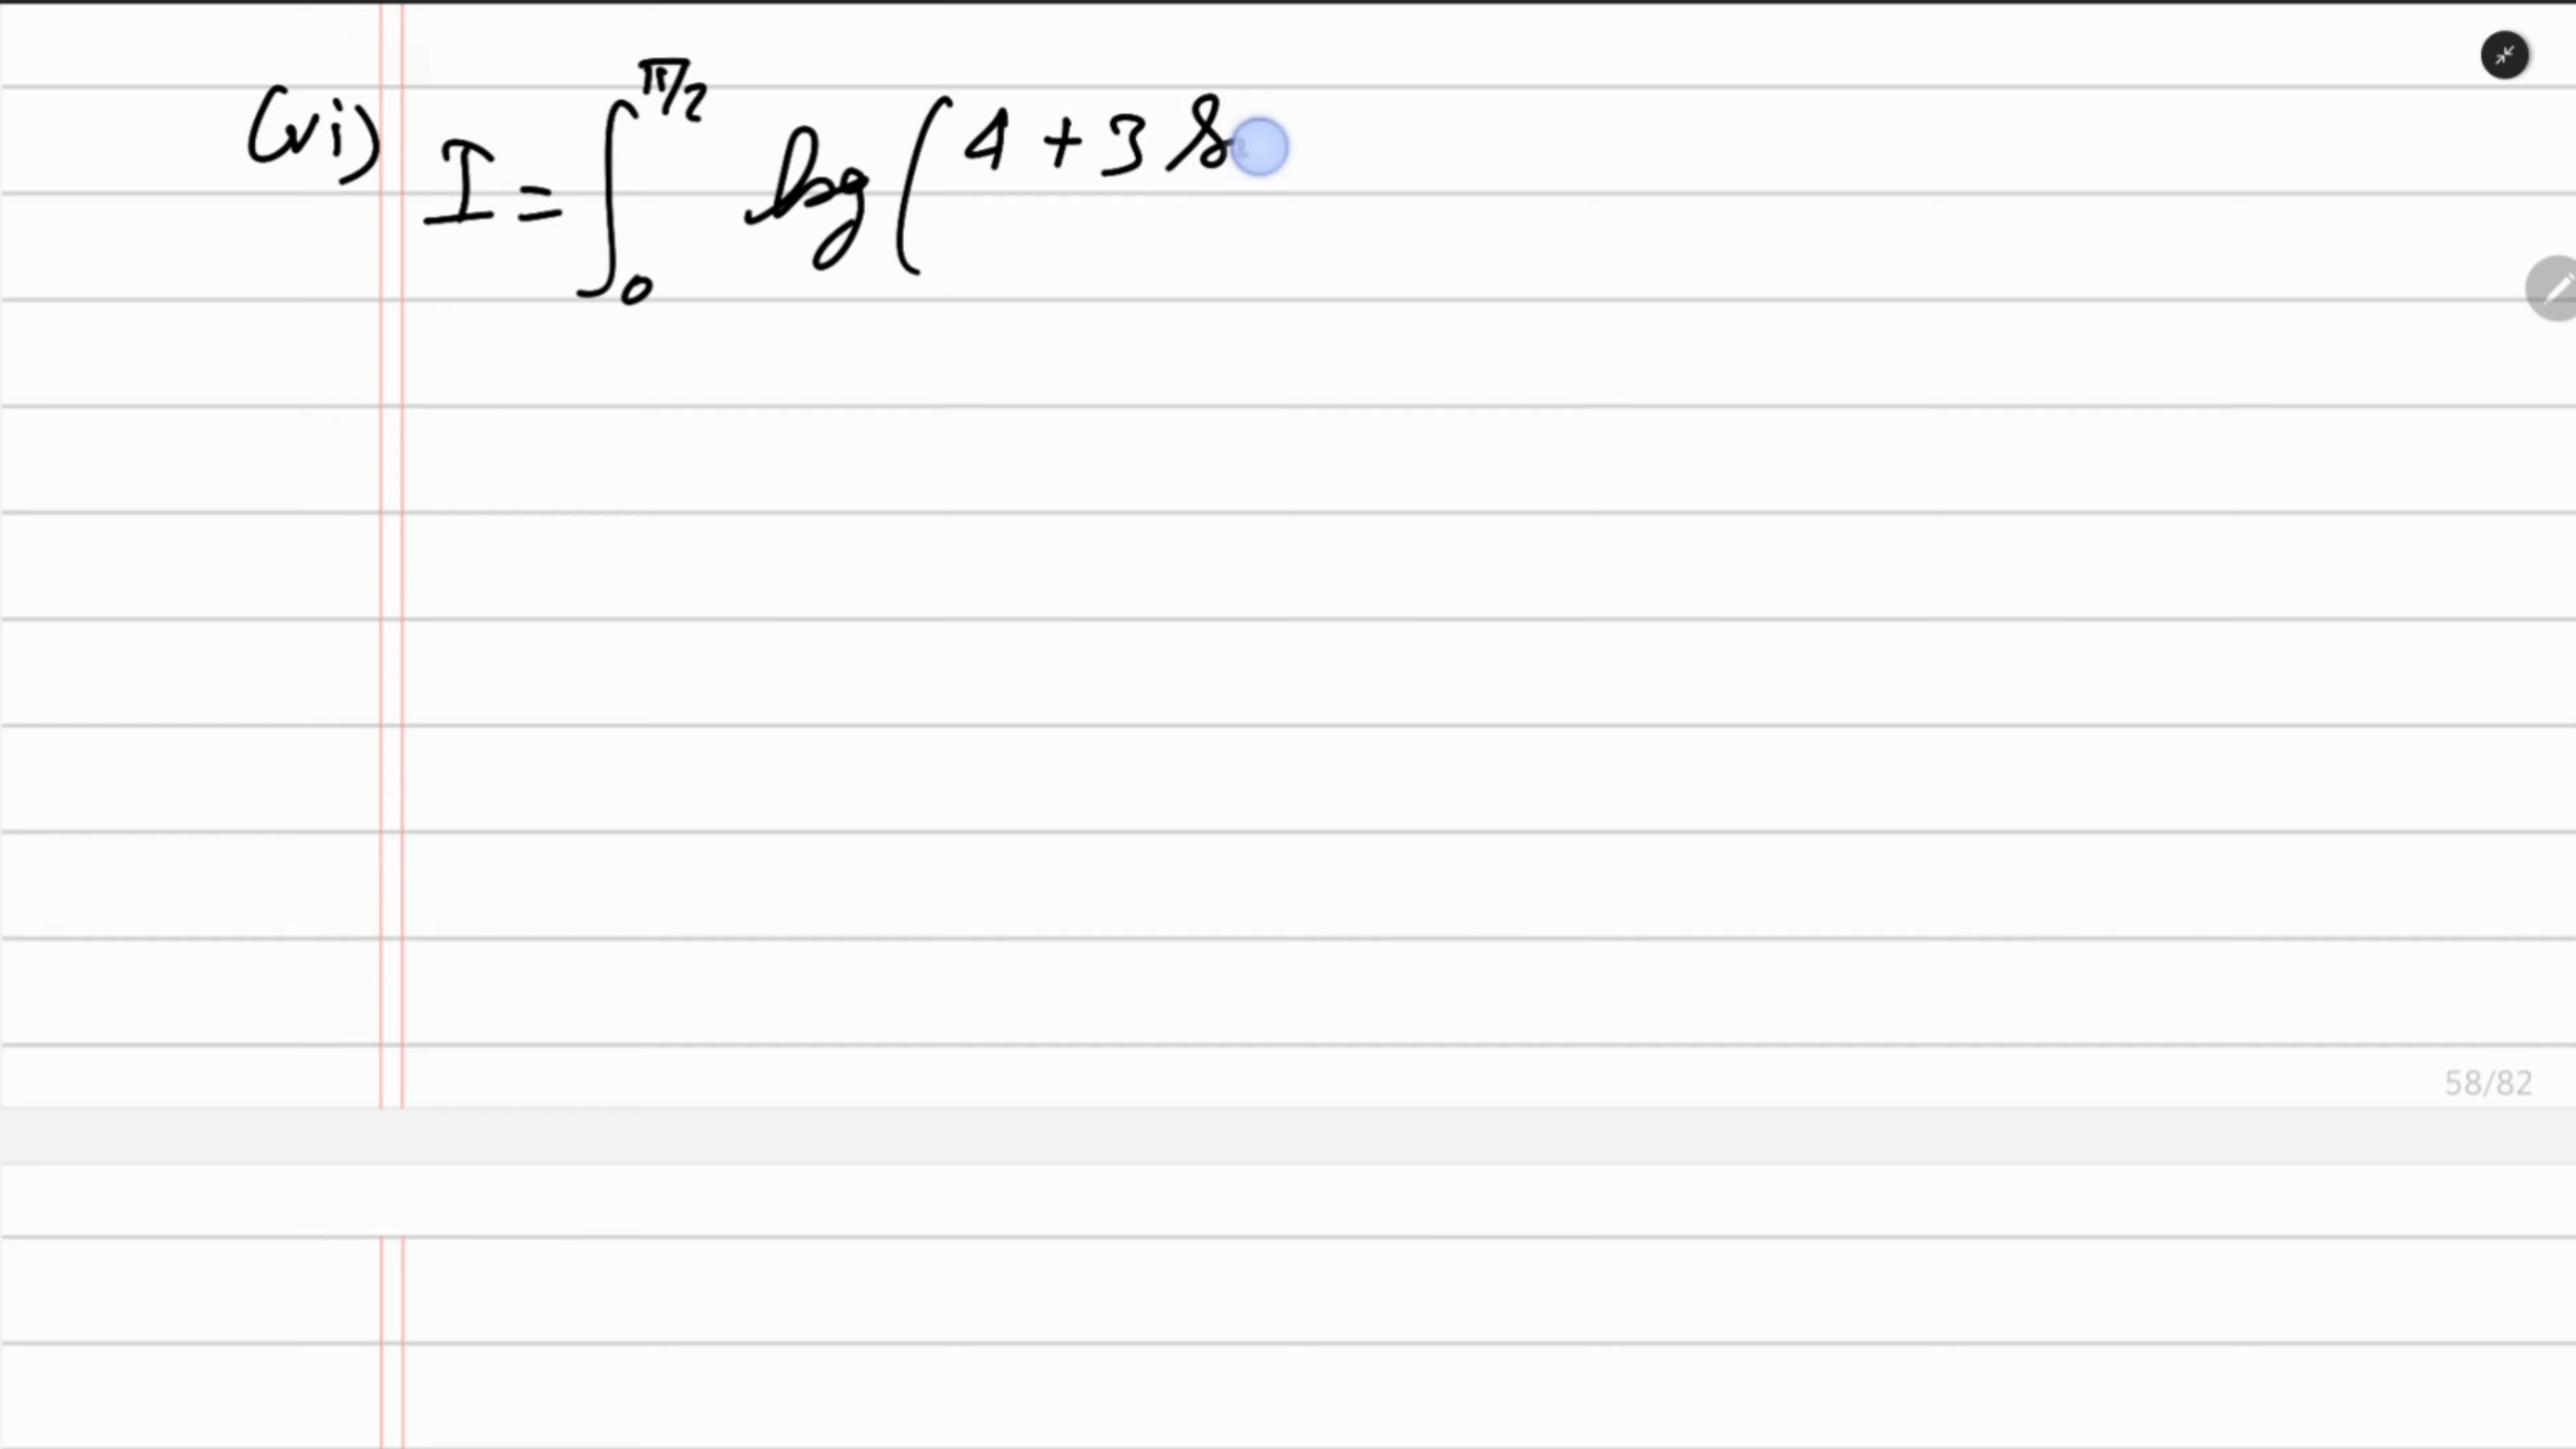 (vi) I = ∫₀^{π/2} log ( 4 + 3 s
58/82